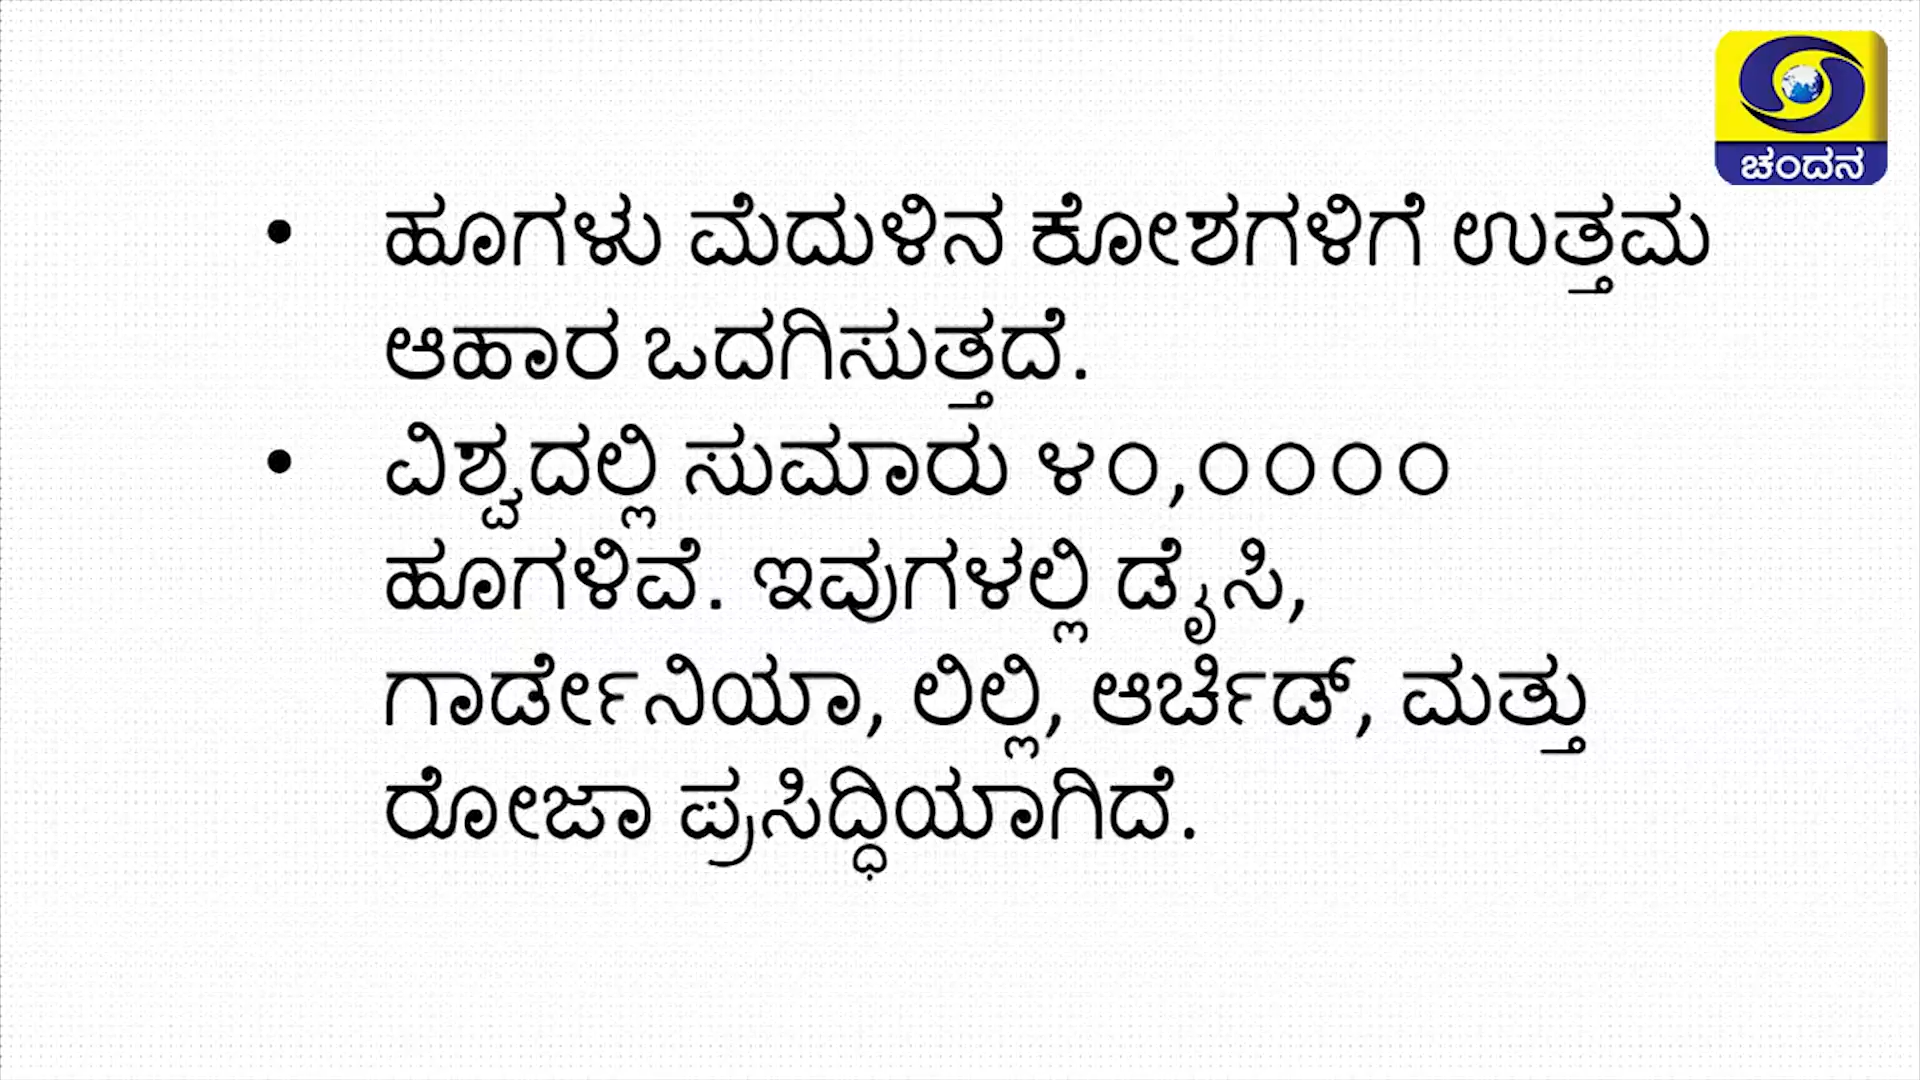 ಚಂದನ
• ಹೂಗಳು ಮೆದುಳಿನ ಕೋಶಗಳಿಗೆ ಉತ್ತಮ
ಆಹಾರ ಒದಗಿಸುತ್ತದೆ.
• ವಿಶ್ವದಲ್ಲಿ ಸುಮಾರು ೪೦,೦೦೦೦
ಹೂಗಳಿವೆ. ಇವುಗಳಲ್ಲಿ ಡೈಸಿ,
ಗಾರ್ಡೇನಿಯಾ, ಲಿಲ್ಲಿ, ಆರ್ಚಿಡ್, ಮತ್ತು
ರೋಜಾ ಪ್ರಸಿದ್ಧಿಯಾಗಿದೆ.